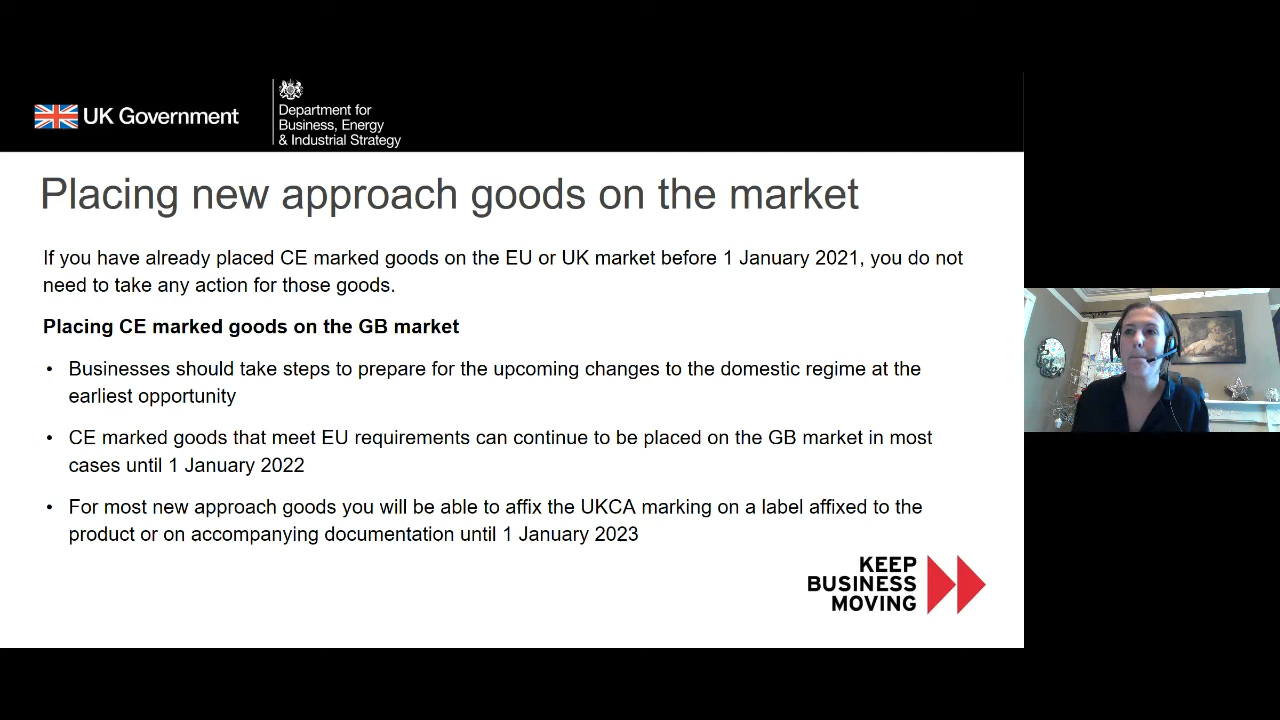 UK Government
Department for
Business, Energy
& Industrial Strategy
Placing new approach goods on the market
If you have already placed CE marked goods on the EU or UK market before 1 January 2021, you do not
need to take any action for those goods.
Placing CE marked goods on the GB market
• Businesses should take steps to prepare for the upcoming changes to the domestic regime at the
earliest opportunity
• CE marked goods that meet EU requirements can continue to be placed on the GB market in most
cases until 1 January 2022
• For most new approach goods you will be able to affix the UKCA marking on a label affixed to the
product or on accompanying documentation until 1 January 2023
KEEP
BUSINESS
MOVING